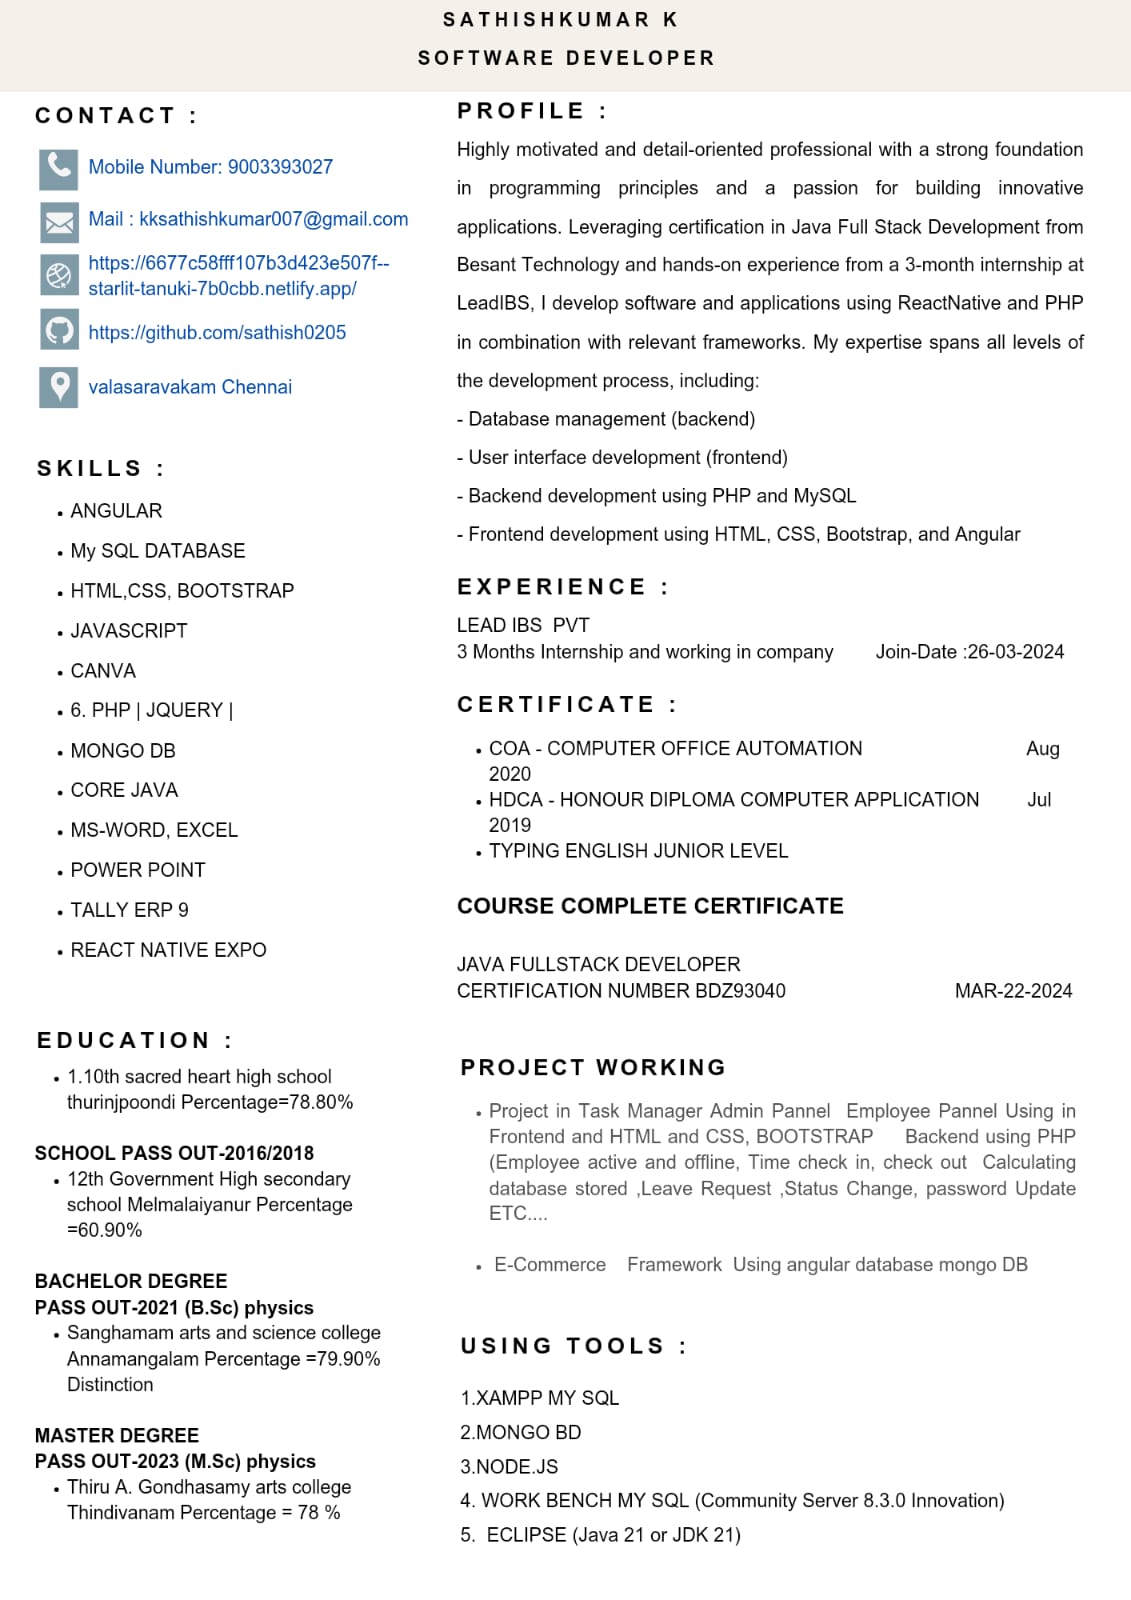 SATHISHKUMAR K
SOFTWARE DEVELOPER
CONTACT :
Mobile Number: 9003393027
Mail : kksathishkumar007@gmail.com
https://6677c58fff107b3d423e507f--
starlit-tanuki-7b0cbb.netlify.app/
https://github.com/sathish0205
valasaravakam Chennai
SKILLS :
• ANGULAR
• My SQL DATABASE
• HTML,CSS, BOOTSTRAP
• JAVASCRIPT
• CANVA
• 6. PHP | JQUERY |
• MONGO DB
• CORE JAVA
• MS-WORD, EXCEL
• POWER POINT
• TALLY ERP 9
• REACT NATIVE EXPO
EDUCATION :
• 1.10th sacred heart high school
thurinjpoondi Percentage=78.80%
SCHOOL PASS OUT-2016/2018
• 12th Government High secondary
school Melmalaiyanur Percentage
=60.90%
BACHELOR DEGREE
PASS OUT-2021 (B.Sc) physics
• Sanghamam arts and science college
Annamangalam Percentage =79.90%
Distinction
MASTER DEGREE
PASS OUT-2023 (M.Sc) physics
• Thiru A. Gondhasamy arts college
Thindivanam Percentage = 78 %
PROFILE :
Highly motivated and detail-oriented professional with a strong foundation
in programming principles and a passion for building innovative
applications. Leveraging certification in Java Full Stack Development from
Besant Technology and hands-on experience from a 3-month internship at
LeadIBS, I develop software and applications using ReactNative and PHP
in combination with relevant frameworks. My expertise spans all levels of
the development process, including:
- Database management (backend)
- User interface development (frontend)
- Backend development using PHP and MySQL
- Frontend development using HTML, CSS, Bootstrap, and Angular
EXPERIENCE :
LEAD IBS PVT
3 Months Internship and working in company Join-Date :26-03-2024
CERTIFICATE :
• COA - COMPUTER OFFICE AUTOMATION Aug
2020
• HDCA - HONOUR DIPLOMA COMPUTER APPLICATION Jul
2019
• TYPING ENGLISH JUNIOR LEVEL
COURSE COMPLETE CERTIFICATE
JAVA FULLSTACK DEVELOPER
CERTIFICATION NUMBER BDZ93040 MAR-22-2024
PROJECT WORKING
• Project in Task Manager Admin Pannel Employee Pannel Using in
Frontend and HTML and CSS, BOOTSTRAP Backend using PHP
(Employee active and offline, Time check in, check out Calculating
database stored ,Leave Request ,Status Change, password Update
ETC....
• E-Commerce Framework Using angular database mongo DB
USING TOOLS :
1.XAMPP MY SQL
2.MONGO BD
3.NODE.JS
4. WORK BENCH MY SQL (Community Server 8.3.0 Innovation)
5. ECLIPSE (Java 21 or JDK 21)